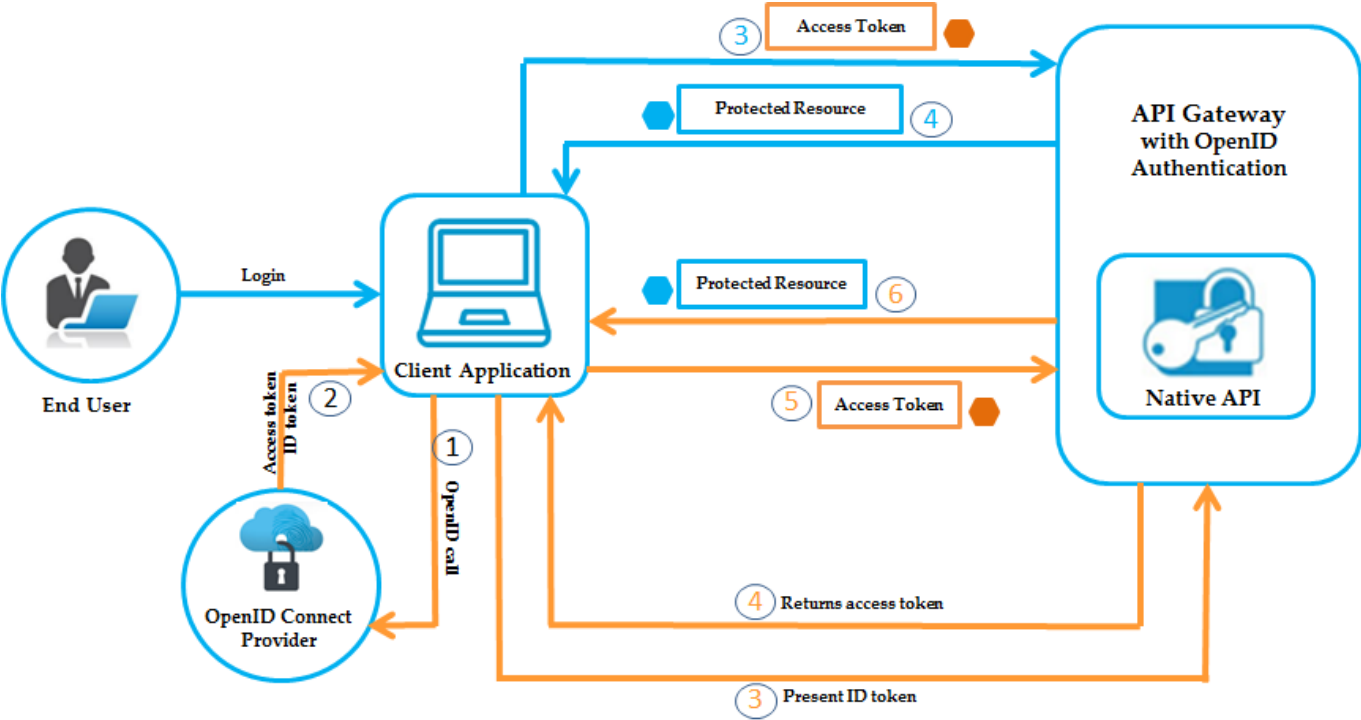 3
Access Token
Protected Resource
4
API Gateway
with OpenID
Authentication
Login
Protected Resource
6
Client Application
Native API
End User
Access token
ID token
2
5
Access Token
1
OpenID call
OpenID Connect
Provider
4
Returns access token
3
Present ID token